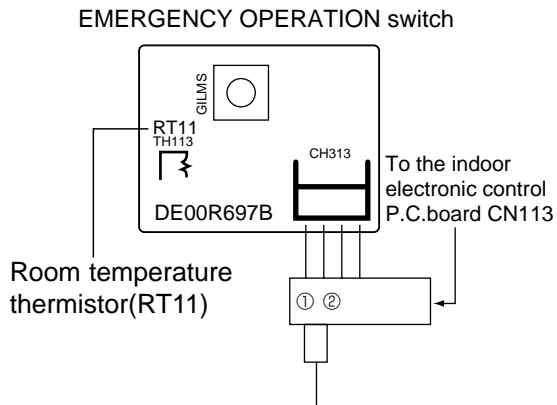 EMERGENCY OPERATION switch
GILMS
RT11
TH113
CH313
DE00R697B
To the indoor
electronic control
P.C.board CN113
Room temperature
thermistor(RT11)
① ②